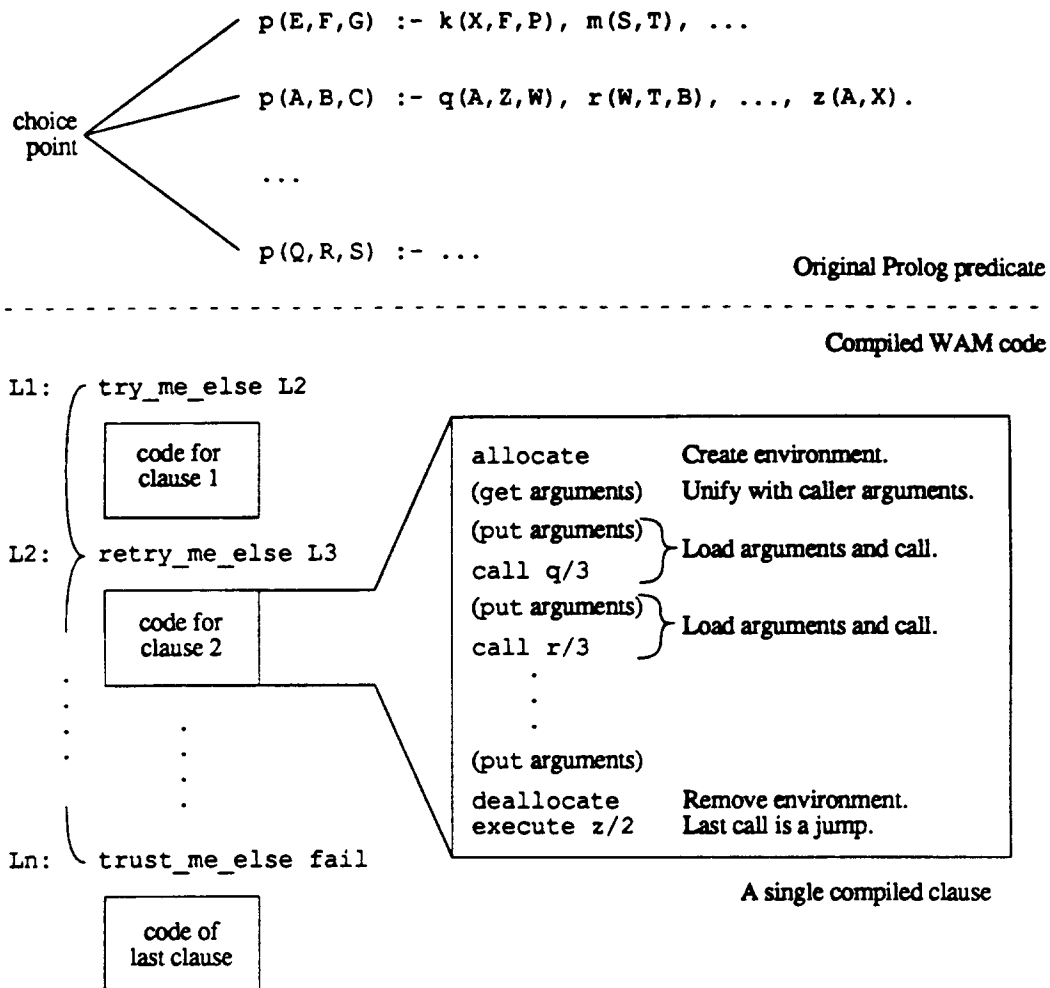 p(E,F,G) :- k(X,F,P), m(S,T), ...
p(A,B,C) :- q(A,Z,W), r(W,T,B), ..., z(A,X).
choice
point
...
p(Q,R,S) :- ...
Original Prolog predicate
Compiled WAM code
L1: try_me_else L2
code for
clause 1
L2: retry_me_else L3
code for
clause 2
Ln: trust_me_else fail
code of
last clause
allocate Create environment.
(get arguments) Unify with caller arguments.
(put arguments)
call q/3
Load arguments and call.
(put arguments)
call r/3
Load arguments and call.
(put arguments)
deallocate Remove environment.
execute z/2 Last call is a jump.
A single compiled clause